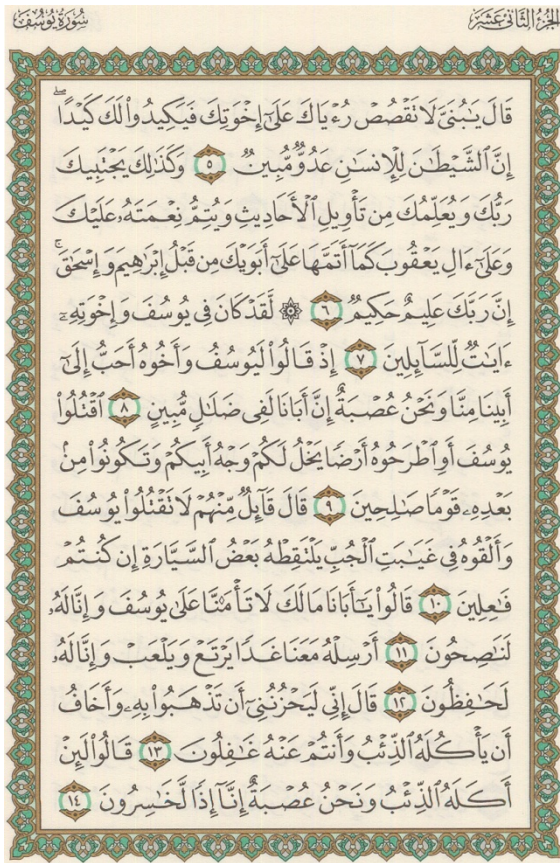 الجزء الثاني عشر
سورة يوسف
قَالَ يَٰبُنَىَّ لَا تَقْصُصْ رُءْيَاكَ عَلَىٰٓ إِخْوَتِكَ فَيَكِيدُوا۟ لَكَ كَيْدًا ۖ
إِنَّ ٱلشَّيْطَٰنَ لِلْإِنسَٰنِ عَدُوٌّ مُّبِينٌ ٥ وَكَذَٰلِكَ يَجْتَبِيكَ
رَبُّكَ وَيُعَلِّمُكَ مِن تَأْوِيلِ ٱلْأَحَادِيثِ وَيُتِمُّ نِعْمَتَهُۥ عَلَيْكَ
وَعَلَىٰٓ ءَالِ يَعْقُوبَ كَمَآ أَتَمَّهَا عَلَىٰٓ أَبَوَيْكَ مِن قَبْلُ إِبْرَٰهِيمَ وَإِسْحَٰقَ ۚ
إِنَّ رَبَّكَ عَلِيمٌ حَكِيمٌ ٦ ۞ لَّقَدْ كَانَ فِى يُوسُفَ وَإِخْوَتِهِۦٓ
ءَايَٰتٌ لِّلسَّآئِلِينَ ٧ إِذْ قَالُوا۟ لَيُوسُفُ وَأَخُوهُ أَحَبُّ إِلَىٰٓ
أَبِينَا مِنَّا وَنَحْنُ عُصْبَةٌ إِنَّ أَبَانَا لَفِى ضَلَٰلٍ مُّبِينٍ ٨ ٱقْتُلُوا۟
يُوسُفَ أَوِ ٱطْرَحُوهُ أَرْضًا يَخْلُ لَكُمْ وَجْهُ أَبِيكُمْ وَتَكُونُوا۟ مِنۢ
بَعْدِهِۦ قَوْمًا صَٰلِحِينَ ٩ قَالَ قَآئِلٌ مِّنْهُمْ لَا تَقْتُلُوا۟ يُوسُفَ
وَأَلْقُوهُ فِى غَيَٰبَتِ ٱلْجُبِّ يَلْتَقِطْهُ بَعْضُ ٱلسَّيَّارَةِ إِن كُنتُمْ
فَٰعِلِينَ ١٠ قَالُوا۟ يَٰٓأَبَانَا مَا لَكَ لَا تَأْمَ۫نَّا عَلَىٰ يُوسُفَ وَإِنَّا لَهُۥ
لَنَٰصِحُونَ ١١ أَرْسِلْهُ مَعَنَا غَدًا يَرْتَعْ وَيَلْعَبْ وَإِنَّا لَهُۥ
لَحَٰفِظُونَ ١٢ قَالَ إِنِّى لَيَحْزُنُنِىٓ أَن تَذْهَبُوا۟ بِهِۦ وَأَخَافُ
أَن يَأْكُلَهُ ٱلذِّئْبُ وَأَنتُمْ عَنْهُ غَٰفِلُونَ ١٣ قَالُوا۟ لَئِنْ
أَكَلَهُ ٱلذِّئْبُ وَنَحْنُ عُصْبَةٌ إِنَّآ إِذًا لَّخَٰسِرُونَ ١٤